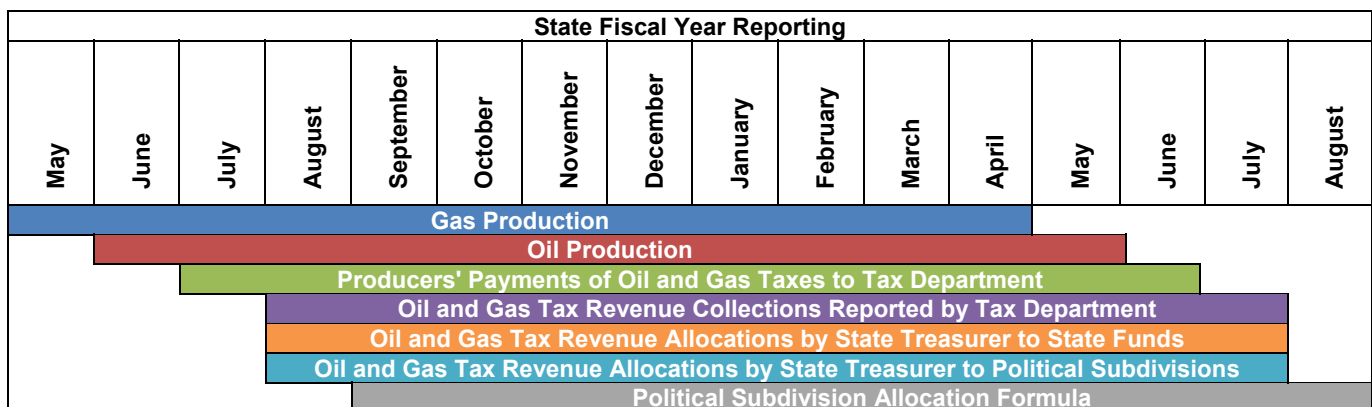 State Fiscal Year Reporting
May
June
July
August
September
October
November
December
January
February
March
April
May
June
July
August
Gas Production
Oil Production
Producers' Payments of Oil and Gas Taxes to Tax Department
Oil and Gas Tax Revenue Collections Reported by Tax Department
Oil and Gas Tax Revenue Allocations by State Treasurer to State Funds
Oil and Gas Tax Revenue Allocations by State Treasurer to Political Subdivisions
Political Subdivision Allocation Formula